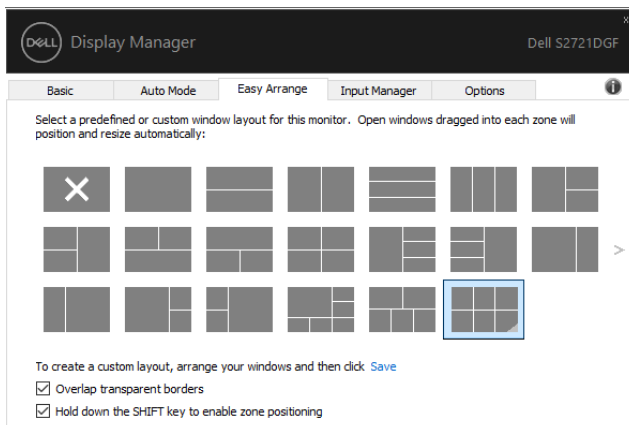 x
DELL Display Manager Dell S2721DGF
Basic Auto Mode Easy Arrange Input Manager Options i
Select a predefined or custom window layout for this monitor. Open windows dragged into each zone will
position and resize automatically:
>
To create a custom layout, arrange your windows and then click Save
Overlap transparent borders
Hold down the SHIFT key to enable zone positioning